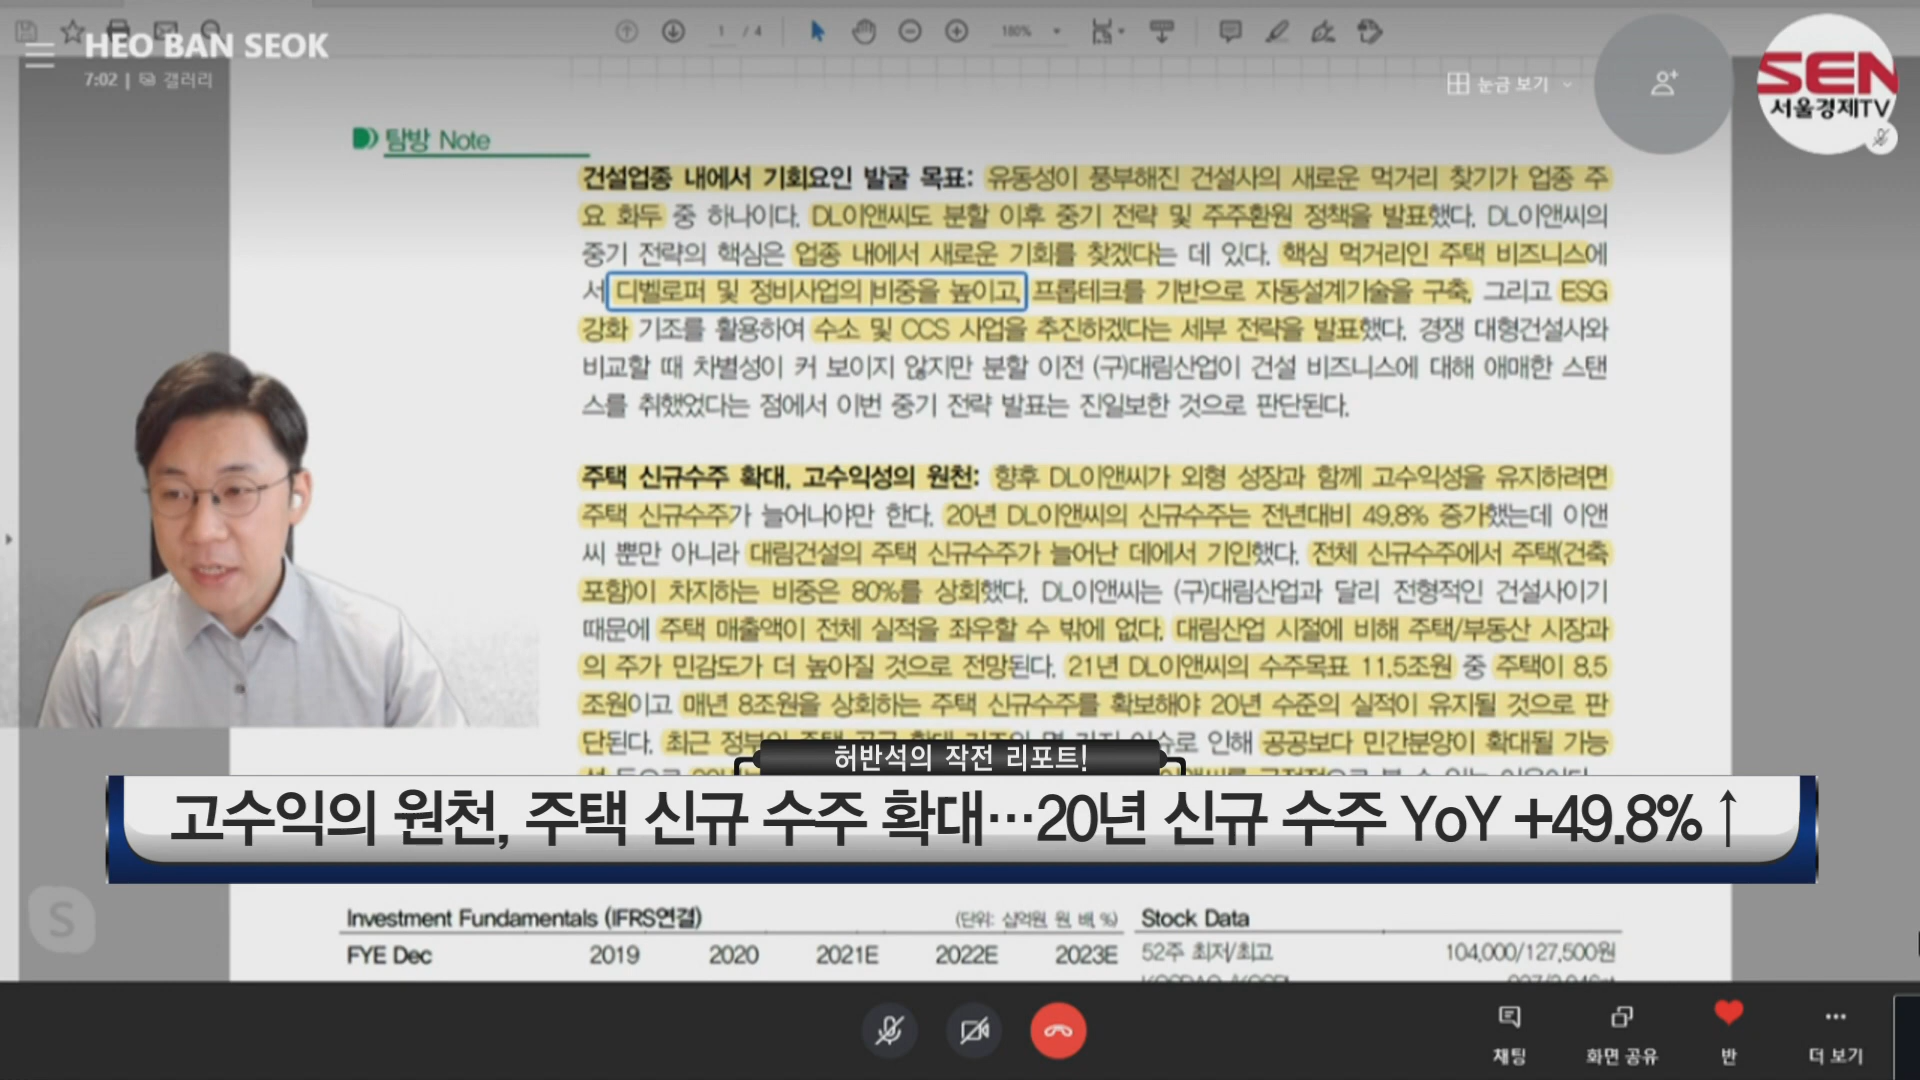 HEO BAN SEOK
7:02 | 갤러리
1 / 4
180%
눈금 보기
SEN
서울경제TV
탐방 Note
건설업종 내에서 기회요인 발굴 목표: 유동성이 풍부해진 건설사의 새로운 먹거리 찾기가 업종 주
요 화두 중 하나이다. DL이앤씨도 분할 이후 중기 전략 및 주주환원 정책을 발표했다. DL이앤씨의
중기 전략의 핵심은 업종 내에서 새로운 기회를 찾겠다는 데 있다. 핵심 먹거리인 주택 비즈니스에
서 디벨로퍼 및 정비사업의 비중을 높이고, 프롭테크를 기반으로 자동설계기술을 구축, 그리고 ESG
강화 기조를 활용하여 수소 및 CCS 사업을 추진하겠다는 세부 전략을 발표했다. 경쟁 대형건설사와
비교할 때 차별성이 커 보이지 않지만 분할 이전 (구)대림산업이 건설 비즈니스에 대해 애매한 스탠
스를 취했었다는 점에서 이번 중기 전략 발표는 진일보한 것으로 판단된다.
주택 신규수주 확대, 고수익성의 원천: 향후 DL이앤씨가 외형 성장과 함께 고수익성을 유지하려면
주택 신규수주가 늘어나야만 한다. 20년 DL이앤씨의 신규수주는 전년대비 49.8% 증가했는데 이앤
씨 뿐만 아니라 대림건설의 주택 신규수주가 늘어난 데에서 기인했다. 전체 신규수주에서 주택(건축
포함)이 차지하는 비중은 80%를 상회했다. DL이앤씨는 (구)대림산업과 달리 전형적인 건설사이기
때문에 주택 매출액이 전체 실적을 좌우할 수 밖에 없다. 대림산업 시절에 비해 주택/부동산 시장과
의 주가 민감도가 더 높아질 것으로 전망된다. 21년 DL이앤씨의 수주목표 11.5조원 중 주택이 8.5
조원이고 매년 8조원을 상회하는 주택 신규수주를 확보해야 20년 수준의 실적이 유지될 것으로 판
단된다. 최근 인해 공공보다 민간분양이 확대될 가능
허반석의 작전 리포트!
고수익의 원천, 주택 신규 수주 확대…20년 신규 수주 YoY +49.8%↑
Investment Fundamentals (IFRS연결) (단위: 십억원, 원, 배, %)
FYE Dec 2019 2020 2021E 2022E 2023E
Stock Data
52주 최저/최고 104,000/127,500원
채팅
화면 공유
반
더 보기